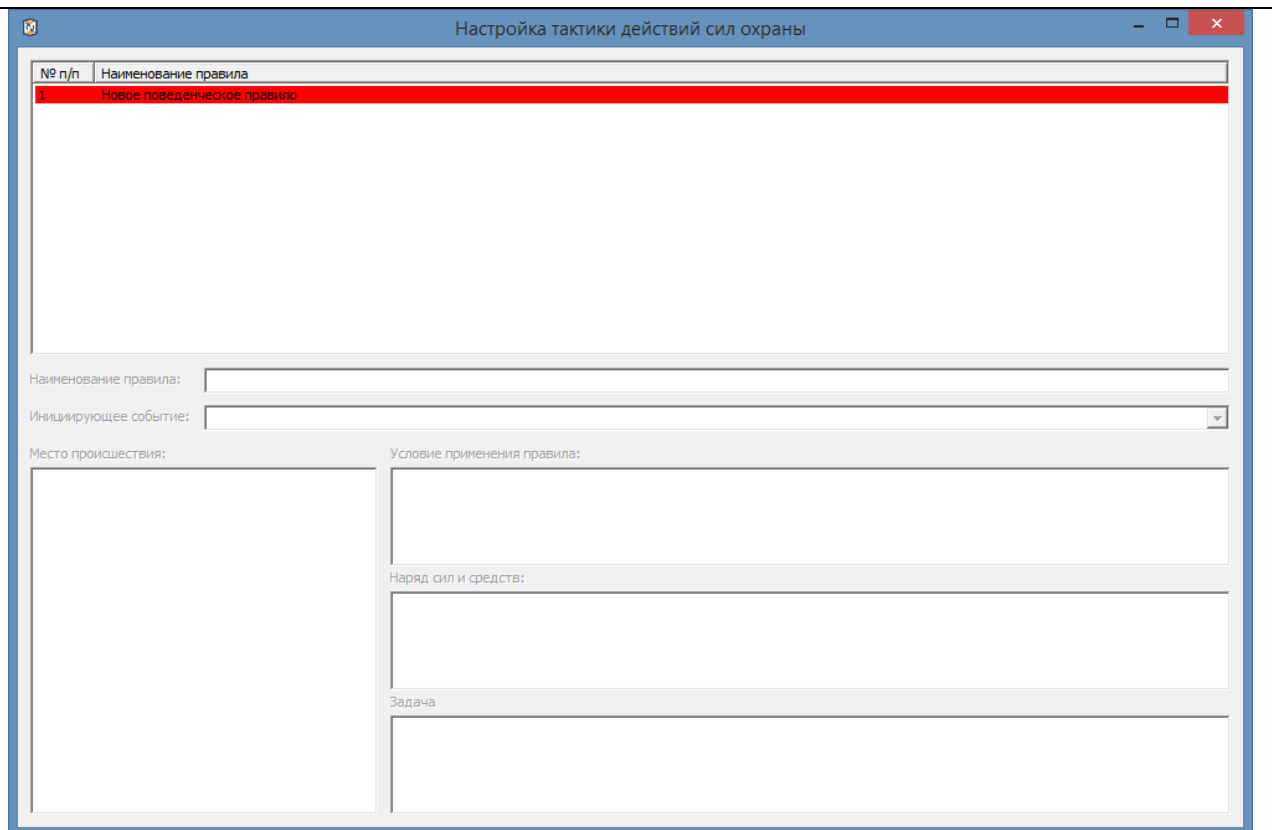 Настройка тактики действий сил охраны
№ п/п Наименование правила
1 Новое поведенческое правило
Наименование правила:
Инициирующее событие:
Место происшествия:
Условие применения правила:
Наряд сил и средств:
Задача